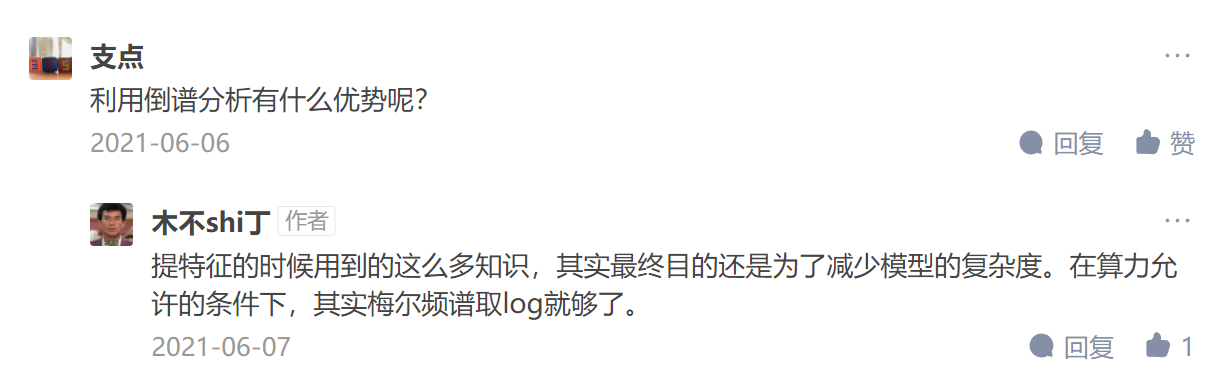 支点
利用倒谱分析有什么优势呢？
2021-06-06
回复 赞
木不shi丁 作者
提特征的时候用到的这么多知识，其实最终目的还是为了减少模型的复杂度。在算力允
许的条件下，其实梅尔频谱取log就够了。
2021-06-07
回复 1